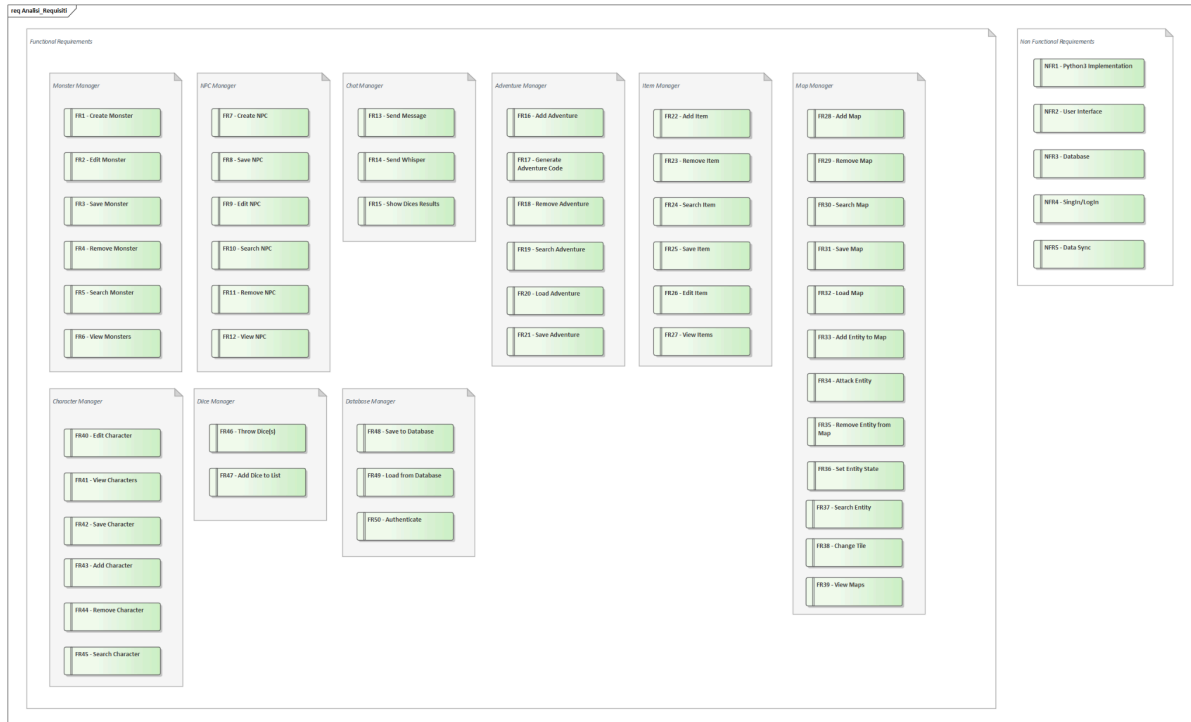 req Analisi_Requisiti
Functional Requirements
Monster Manager
FR1 - Create Monster
FR2 - Edit Monster
FR3 - Save Monster
FR4 - Remove Monster
FR5 - Search Monster
FR6 - View Monsters
NPC Manager
FR7 - Create NPC
FR8 - Save NPC
FR9 - Edit NPC
FR10 - Search NPC
FR11 - Remove NPC
FR12 - View NPC
Chat Manager
FR13 - Send Message
FR14 - Send Whisper
FR15 - Show Dices Results
Adventure Manager
FR16 - Add Adventure
FR17 - Generate
Adventure Code
FR18 - Remove Adventure
FR19 - Search Adventure
FR20 - Load Adventure
FR21 - Save Adventure
Item Manager
FR22 - Add Item
FR23 - Remove Item
FR24 - Search Item
FR25 - Save Item
FR26 - Edit Item
FR27 - View Items
Map Manager
FR28 - Add Map
FR29 - Remove Map
FR30 - Search Map
FR31 - Save Map
FR32 - Load Map
FR33 - Add Entity to Map
FR34 - Attack Entity
FR35 - Remove Entity from
Map
FR36 - Set Entity State
FR37 - Search Entity
FR38 - Change Tile
FR39 - View Maps
Character Manager
FR40 - Edit Character
FR41 - View Characters
FR42 - Save Character
FR43 - Add Character
FR44 - Remove Character
FR45 - Search Character
Dice Manager
FR46 - Throw Dice(s)
FR47 - Add Dice to List
Database Manager
FR48 - Save to Database
FR49 - Load from Database
FR50 - Authenticate
Non Functional Requirements
NFR1 - Python3 Implementation
NFR2 - User Interface
NFR3 - Database
NFR4 - SingIn/LogIn
NFR5 - Data Sync